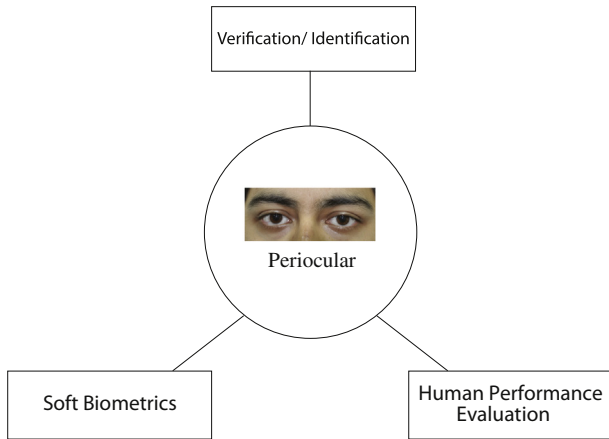 Verification/ Identification
Periocular
Soft Biometrics
Human Performance
Evaluation